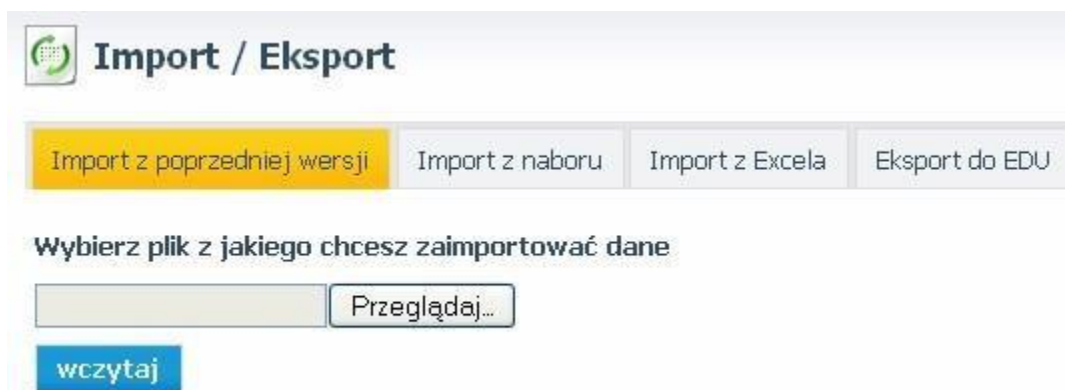 Import / Eksport
Import z poprzedniej wersji Import z naboru Import z Excela Eksport do EDU
Wybierz plik z jakiego chcesz zaimportować dane
Przeglądaj...
wczytaj